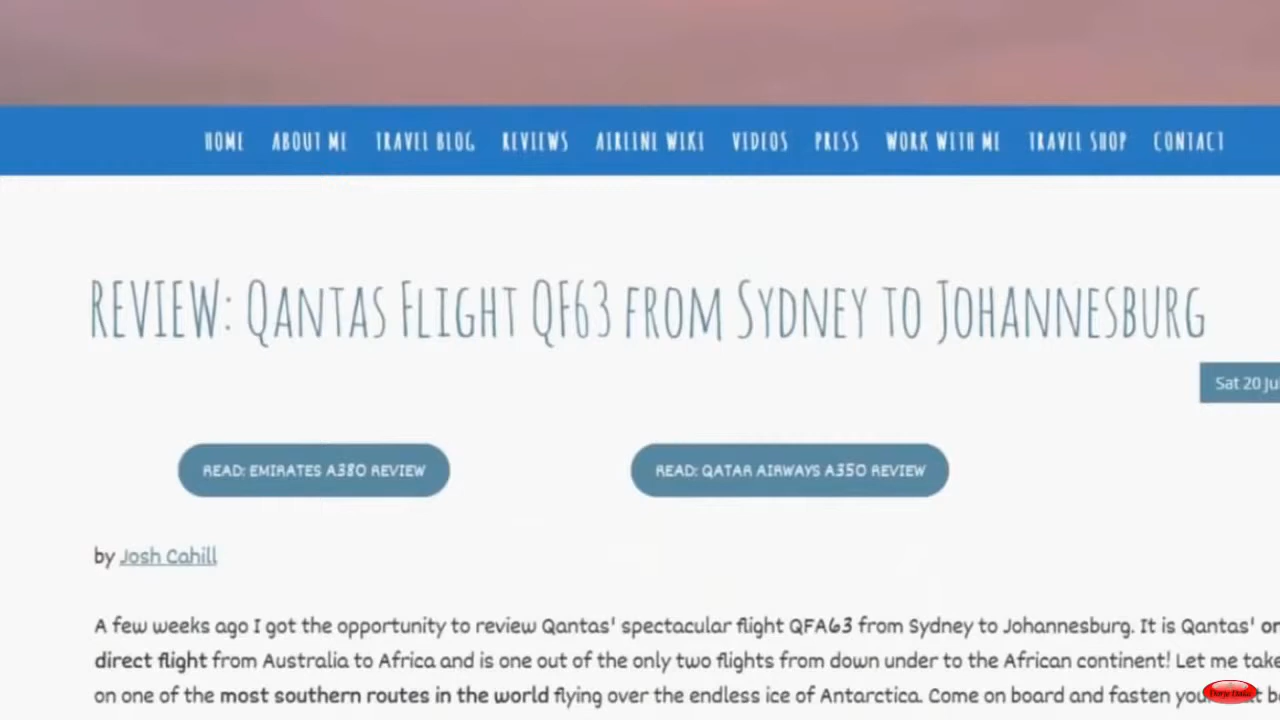 HOME ABOUT ME TRAVEL BLOG REVIEWS AIRLINE WIKI VIDEOS PRESS WORK WITH ME TRAVEL SHOP CONTACT
REVIEW: QANTAS FLIGHT QF63 FROM SYDNEY TO JOHANNESBURG
Sat 20 Ju
READ: EMIRATES A380 REVIEW READ: QATAR AIRWAYS A350 REVIEW
by Josh Cahill
A few weeks ago I got the opportunity to review Qantas' spectacular flight QFA63 from Sydney to Johannesburg. It is Qantas' on
direct flight from Australia to Africa and is one out of the only two flights from down under to the African continent! Let me take
on one of the most southern routes in the world flying over the endless ice of Antarctica. Come on board and fasten you